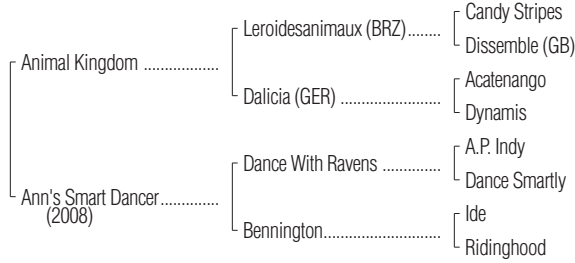 Candy Stripes
Leroidesanimaux (BRZ)........
Dissemble (GB)
Animal Kingdom ..................
Acatenango
Dalicia (GER) ........................
Dynamis
A.P. Indy
Dance With Ravens ..............
Dance Smartly
Ann's Smart Dancer..............
(2008)
Ide
Bennington............................
Ridinghood